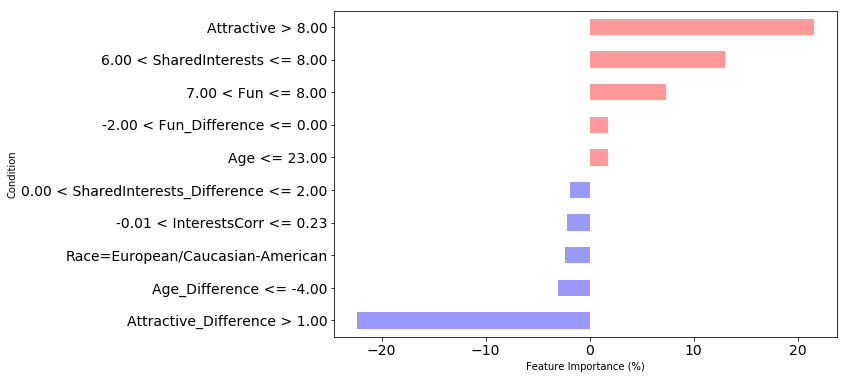 Attractive > 8.00
6.00 < SharedInterests <= 8.00
7.00 < Fun <= 8.00
-2.00 < Fun_Difference <= 0.00
Age <= 23.00
0.00 < SharedInterests_Difference <= 2.00
-0.01 < InterestsCorr <= 0.23
Race=European/Caucasian-American
Age_Difference <= -4.00
Attractive_Difference > 1.00
Condition
−20 −10 0 10 20
Feature Importance (%)